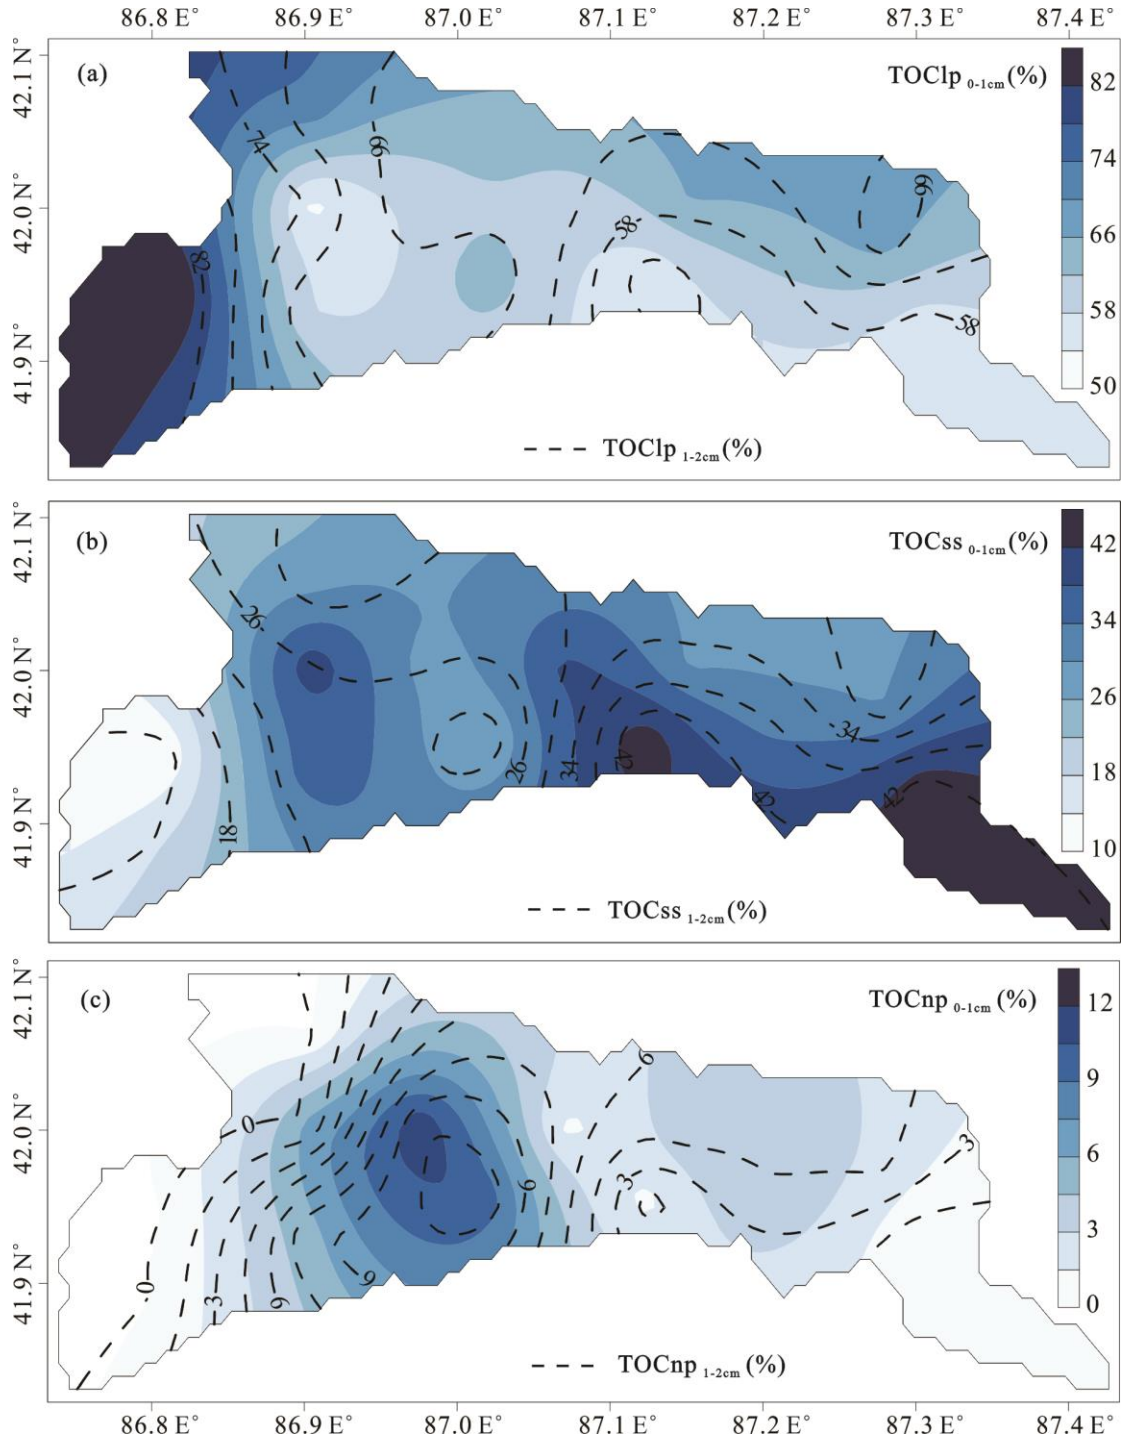 86.8 E° 86.9 E° 87.0 E° 87.1 E° 87.2 E° 87.3 E° 87.4 E°
(a) TOClp 0-1cm (%)
42.1 N°
42.0 N°
41.9 N°
82
74
66
58
50
74
66
82
58
66
58
TOClp 1-2cm (%)
(b) TOCss 0-1cm (%)
42.1 N°
42.0 N°
41.9 N°
42
34
26
18
10
26
18
26
34
42
34
42
42
TOCss 1-2cm (%)
(c) TOCnp 0-1cm (%)
42.1 N°
42.0 N°
41.9 N°
12
9
6
3
0
0
0
3
6
9
9
6
3
3
TOCnp 1-2cm (%)
86.8 E° 86.9 E° 87.0 E° 87.1 E° 87.2 E° 87.3 E° 87.4 E°